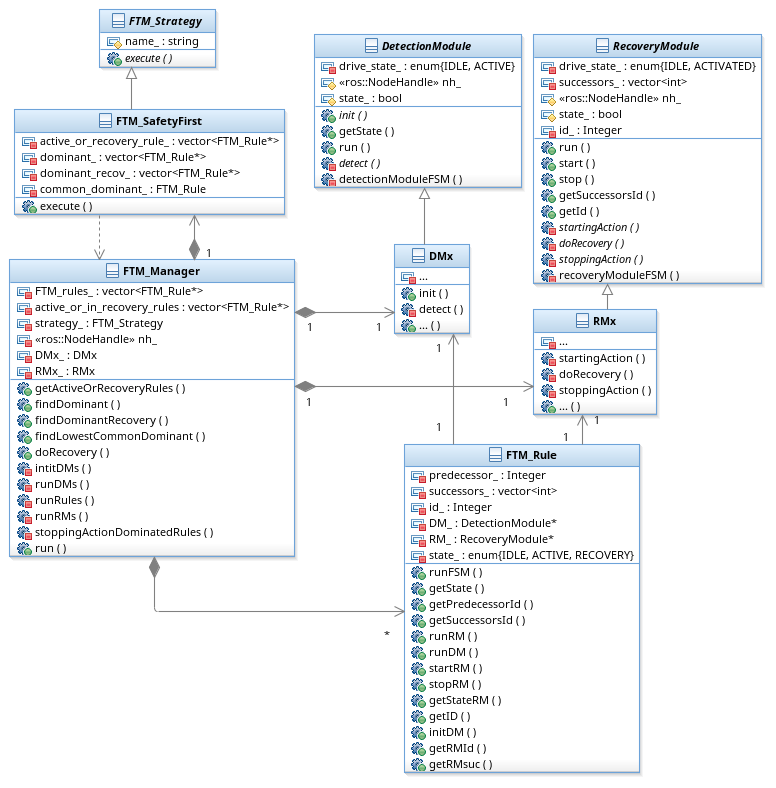 FTM_Strategy
name_ : string
execute ( )
FTM_SafetyFirst
active_or_recovery_rule_ : vector<FTM_Rule*>
dominant_ : vector<FTM_Rule*>
dominant_recov_ : vector<FTM_Rule*>
common_dominant_ : FTM_Rule
execute ( )
1
FTM_Manager
FTM_rules_ : vector<FTM_Rule*>
active_or_in_recovery_rules : vector<FTM_Rule*>
strategy_ : FTM_Strategy
«ros::NodeHandle» nh_
DMx_ : DMx
RMx_ : RMx
getActiveOrRecoveryRules ( )
findDominant ( )
findDominantRecovery ( )
findLowestCommonDominant ( )
doRecovery ( )
intitDMs ( )
runDMs ( )
runRules ( )
runRMs ( )
stoppingActionDominatedRules ( )
run ( )
DetectionModule
drive_state_ : enum{IDLE, ACTIVE}
«ros::NodeHandle» nh_
state_ : bool
init ( )
getState ( )
run ( )
detect ( )
detectionModuleFSM ( )
DMx
...
init ( )
detect ( )
... ( )
1
1
1
1
1
1
RecoveryModule
drive_state_ : enum{IDLE, ACTIVATED}
successors_ : vector<int>
«ros::NodeHandle» nh_
state_ : bool
id_ : Integer
run ( )
start ( )
stop ( )
getSuccessorsId ( )
getId ( )
startingAction ( )
doRecovery ( )
stoppingAction ( )
recoveryModuleFSM ( )
RMx
...
startingAction ( )
doRecovery ( )
stoppingAction ( )
... ( )
1
1
FTM_Rule
predecessor_ : Integer
successors_ : vector<int>
id_ : Integer
DM_ : DetectionModule*
RM_ : RecoveryModule*
state_ : enum{IDLE, ACTIVE, RECOVERY}
runFSM ( )
getState ( )
getPredecessorId ( )
getSuccessorsId ( )
runRM ( )
runDM ( )
startRM ( )
stopRM ( )
getStateRM ( )
getID ( )
initDM ( )
getRMId ( )
getRMsuc ( )
*